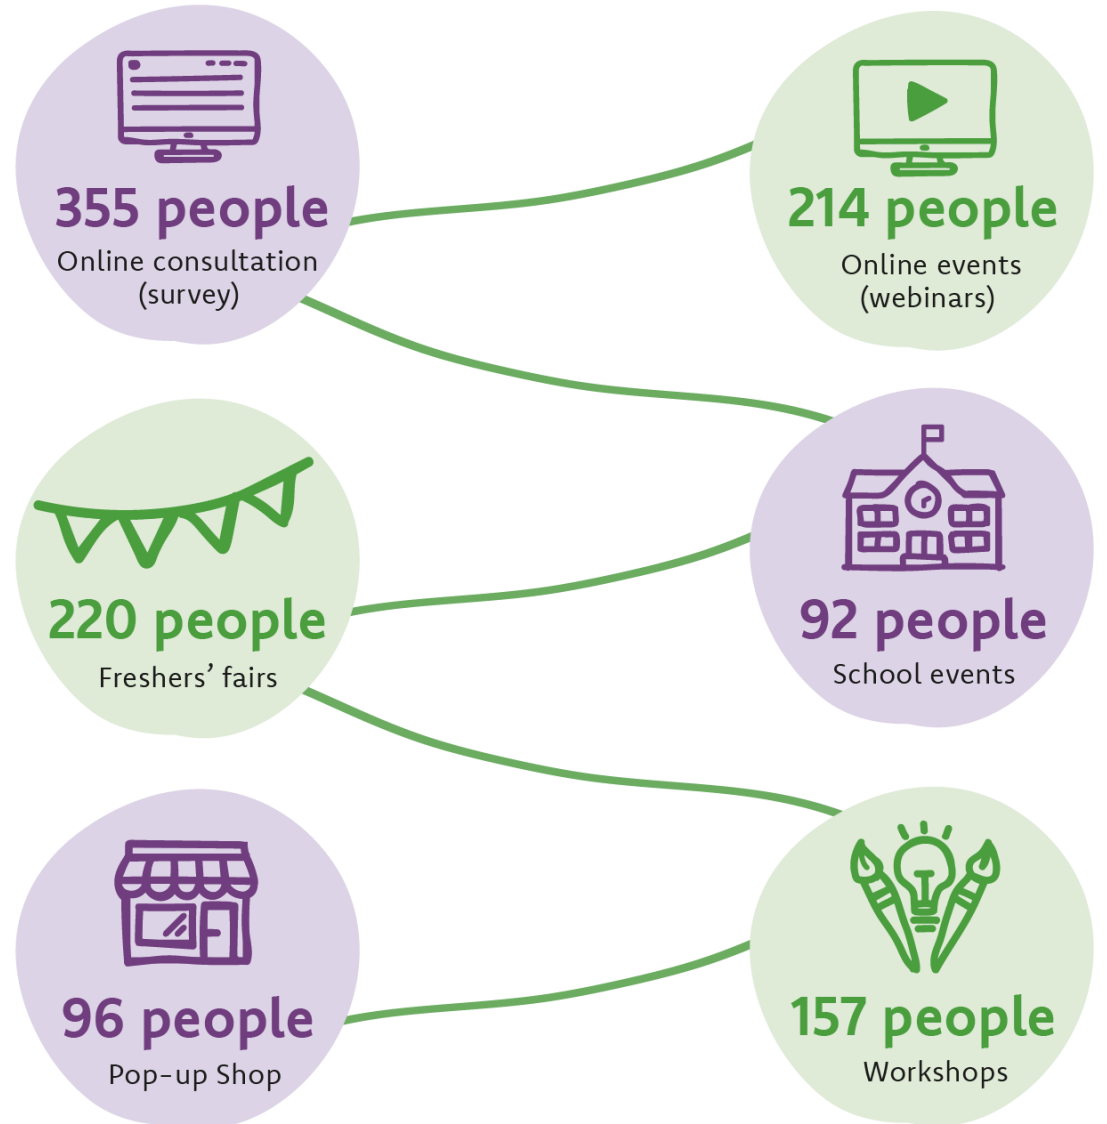 355 people
Online consultation
(survey)
214 people
Online events
(webinars)
220 people
Freshers’ fairs
92 people
School events
96 people
Pop-up Shop
157 people
Workshops